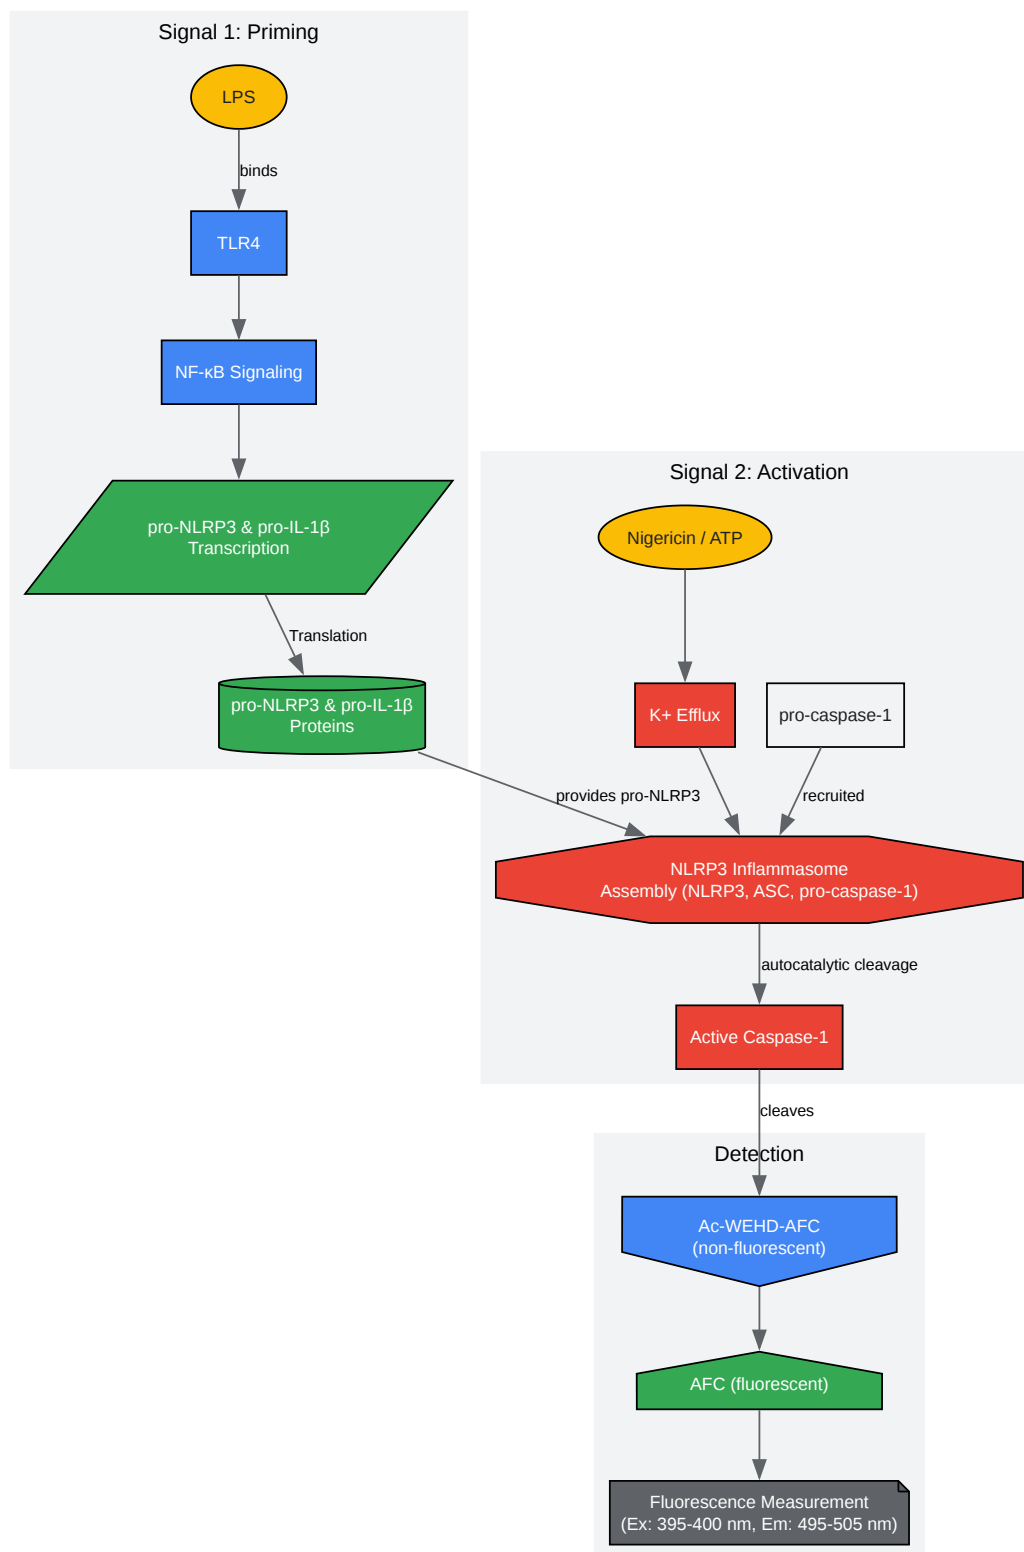 Signal 1: Priming
LPS
binds
TLR4
NF-κB Signaling
pro-NLRP3 & pro-IL-1β
Transcription
Translation
pro-NLRP3 & pro-IL-1β
Proteins
Signal 2: Activation
Nigericin / ATP
K+ Efflux
pro-caspase-1
provides pro-NLRP3
recruited
NLRP3 Inflammasome
Assembly (NLRP3, ASC, pro-caspase-1)
autocatalytic cleavage
Active Caspase-1
cleaves
Detection
Ac-WEHD-AFC
(non-fluorescent)
AFC (fluorescent)
Fluorescence Measurement
(Ex: 395-400 nm, Em: 495-505 nm)